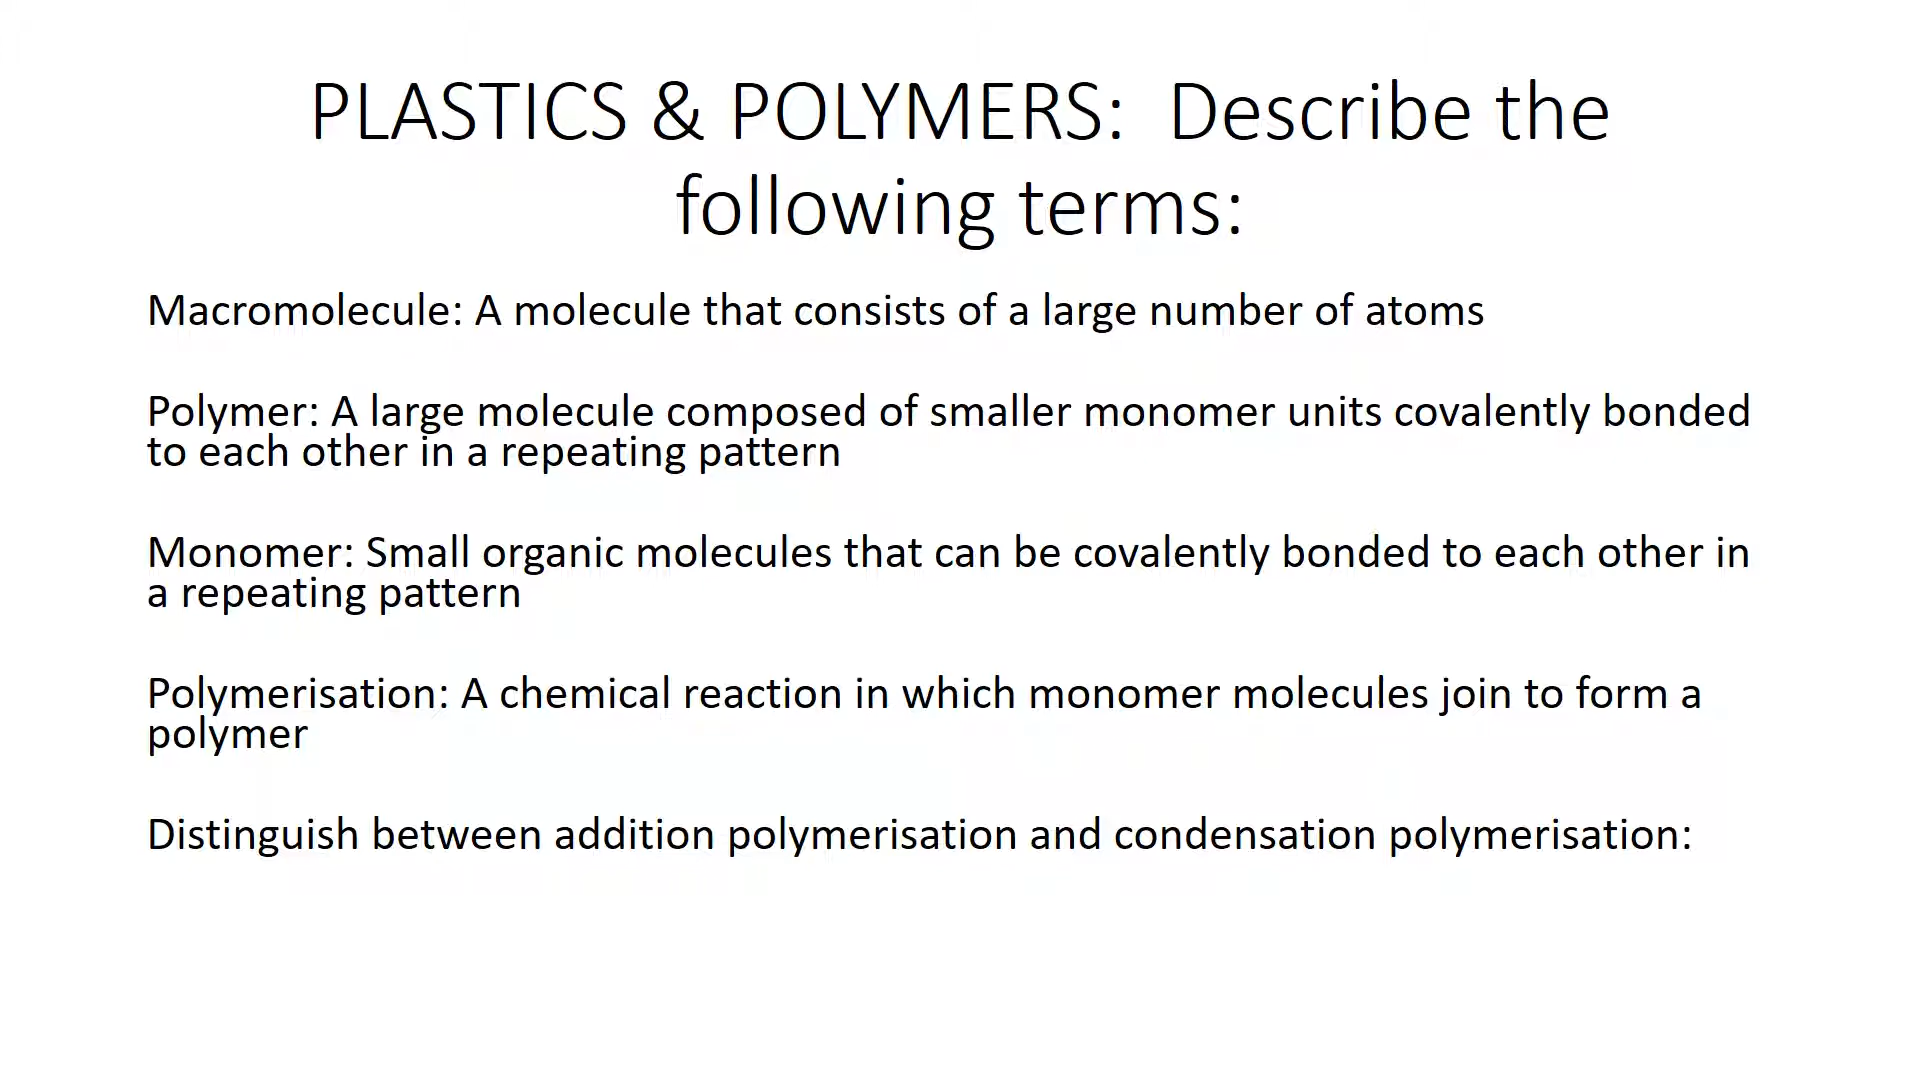 PLASTICS & POLYMERS:  Describe the
following terms:
Macromolecule: A molecule that consists of a large number of atoms
Polymer: A large molecule composed of smaller monomer units covalently bonded
to each other in a repeating pattern
Monomer: Small organic molecules that can be covalently bonded to each other in
a repeating pattern
Polymerisation: A chemical reaction in which monomer molecules join to form a
polymer
Distinguish between addition polymerisation and condensation polymerisation: